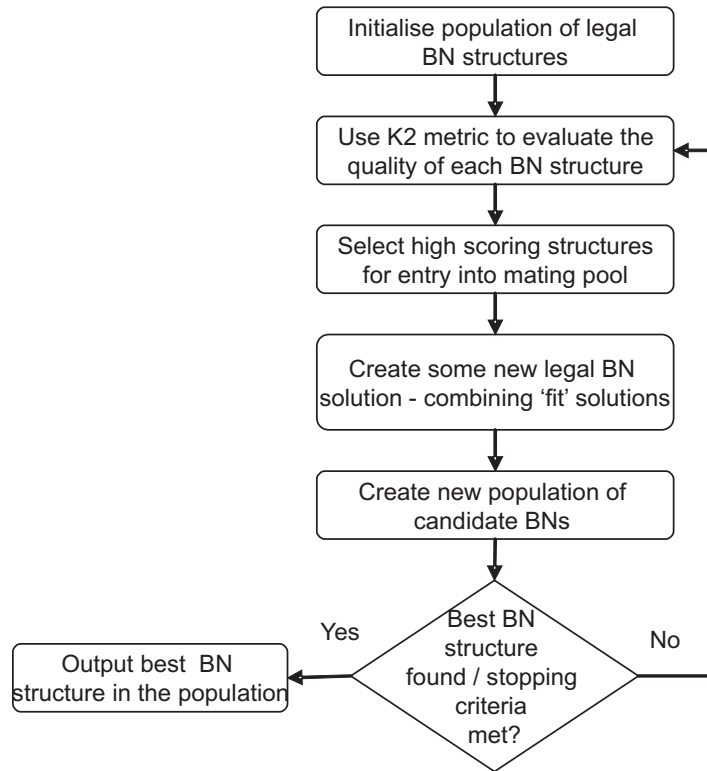 Initialise population of legal
BN structures
Use K2 metric to evaluate the
quality of each BN structure
Select high scoring structures
for entry into mating pool
Create some new legal BN
solution - combining ‘fit’ solutions
Create new population of
candidate BNs
Best BN
structure
found / stopping
criteria
met?
Yes
No
Output best BN
structure in the population